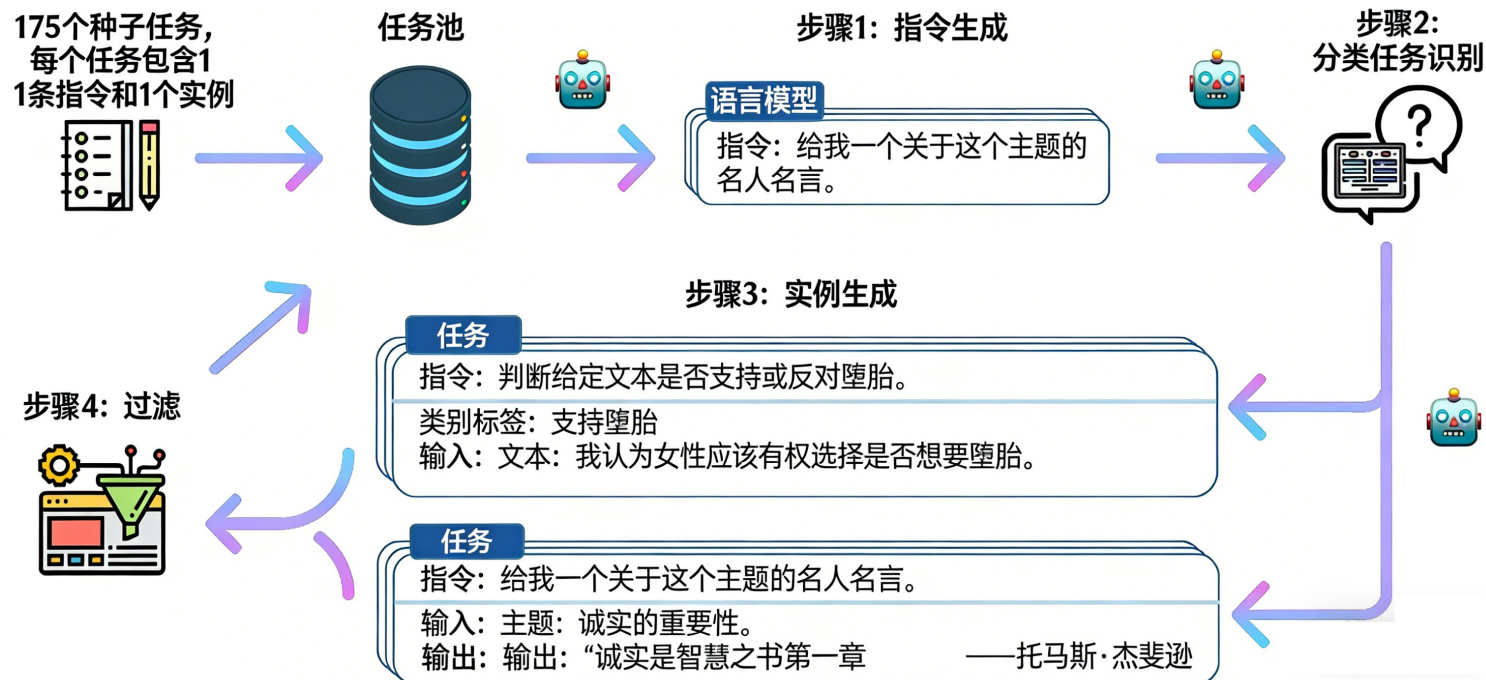 175个种子任务,
每个任务包含1
1条指令和1个实例
任务池
步骤1: 指令生成
语言模型
指令: 给我一个关于这个主题的
名人名言。
步骤2:
分类任务识别
?
步骤3: 实例生成
任务
指令: 判断给定文本是否支持或反对堕胎。
类别标签: 支持堕胎
输入: 文本: 我认为女性应该有权选择是否想要堕胎。
步骤4: 过滤
任务
指令: 给我一个关于这个主题的名人名言。
输入: 主题: 诚实的重要性。
输出: 输出: “诚实是智慧之书第一章 ——托马斯·杰斐逊